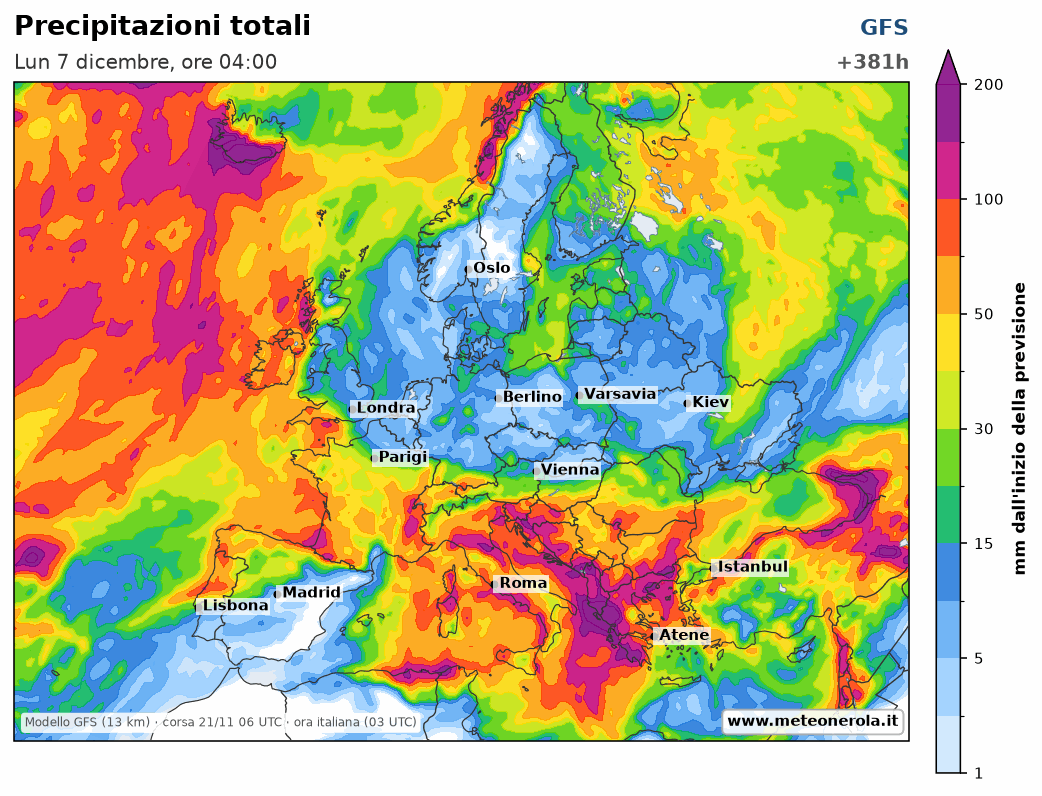 Precipitazioni totali
GFS
Lun 7 dicembre, ore 04:00
+381h
200
100
50
30
15
5
1
mm dall'inizio della previsione
Oslo
Berlino
Varsavia
Kiev
Londra
Parigi
Vienna
Istanbul
Roma
Madrid
Lisbona
Atene
Modello GFS (13 km) · corsa 21/11 06 UTC · ora italiana (03 UTC)
www.meteonerola.it